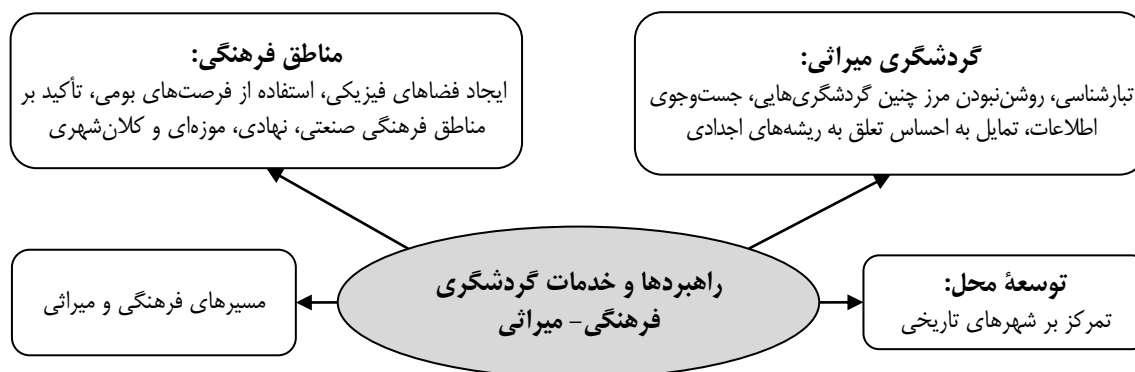 گردشگری میراثی:
تبارشناسی، روشن‌نبودن مرز چنین گردشگری‌هایی، جست‌وجوی
اطلاعات، تمایل به احساس تعلق به ریشه‌های اجدادی
مناطق فرهنگی:
ایجاد فضاهای فیزیکی، استفاده از فرصت‌های بومی، تأکید بر
مناطق فرهنگی صنعتی، نهادی، موزه‌ای و کلان‌شهری
راهبردها و خدمات گردشگری
فرهنگی- میراثی
توسعهٔ محل:
تمرکز بر شهرهای تاریخی
مسیرهای فرهنگی و میراثی